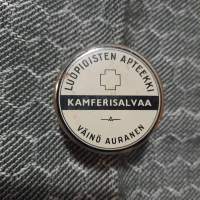 LUOPIOISTEN APTEEKKI
KAMFERISALVAA
VÄINÖ AURANEN